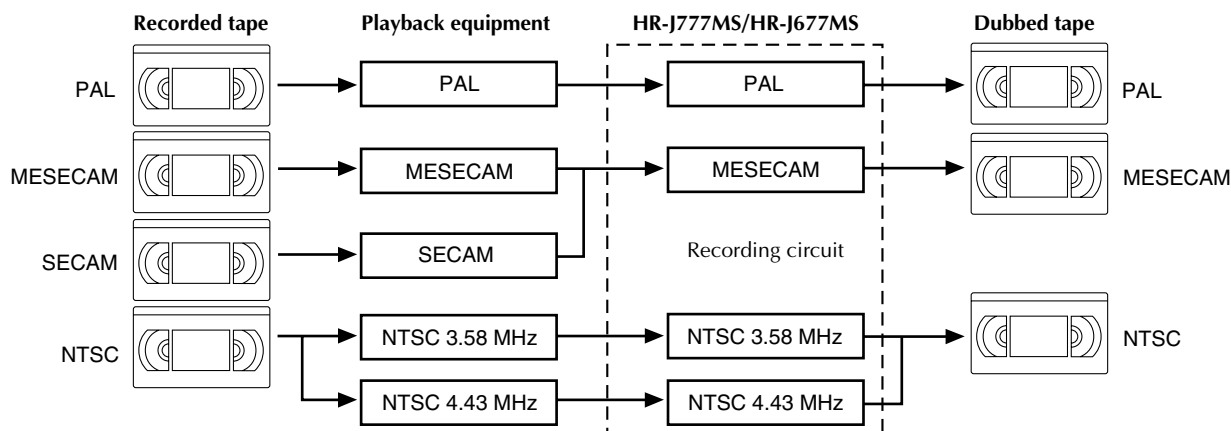 Recorded tape Playback equipment HR-J777MS/HR-J677MS Dubbed tape
PAL PAL PAL PAL
MESECAM MESECAM MESECAM MESECAM
SECAM SECAM Recording circuit
NTSC NTSC 3.58 MHz NTSC 3.58 MHz NTSC
NTSC 4.43 MHz NTSC 4.43 MHz